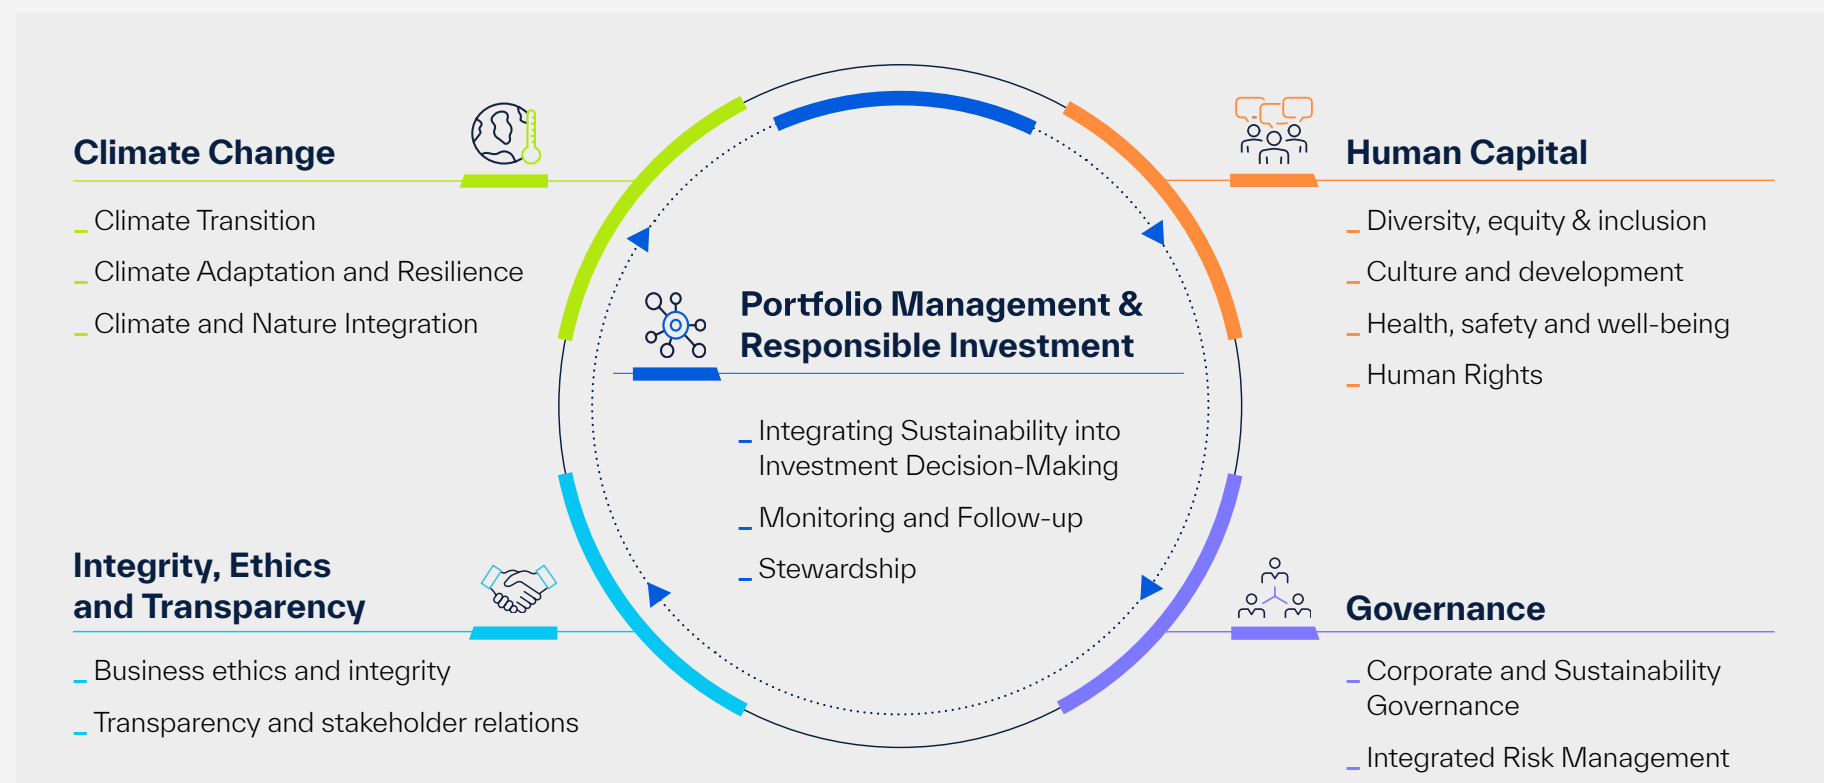 Climate Change
Climate Transition
Climate Adaptation and Resilience
Climate and Nature Integration
Human Capital
Diversity, equity & inclusion
Culture and development
Health, safety and well-being
Human Rights
Portfolio Management &
Responsible Investment
Integrating Sustainability into
Investment Decision-Making
Monitoring and Follow-up
Stewardship
Integrity, Ethics
and Transparency
Business ethics and integrity
Transparency and stakeholder relations
Governance
Corporate and Sustainability
Governance
Integrated Risk Management